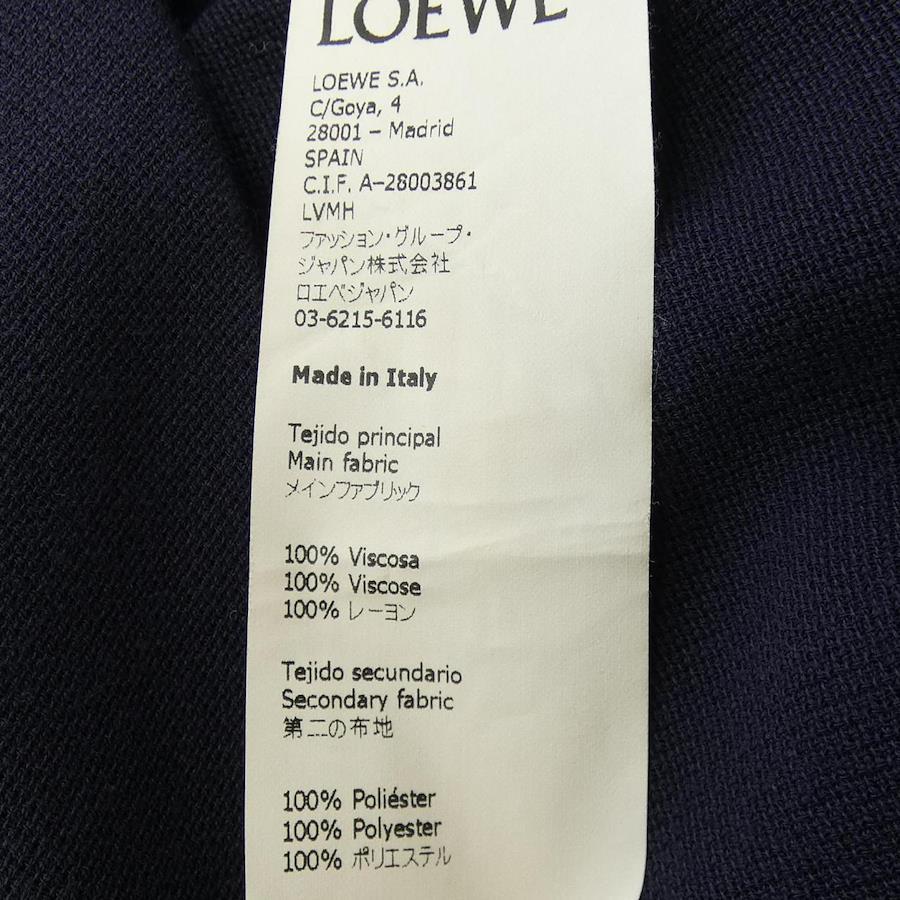 LOEWE
LOEWE S.A.
C/Goya, 4
28001 – Madrid
SPAIN
C.I.F. A–28003861
LVMH
ファッション・グループ・
ジャパン株式会社
ロエベジャパン
03-6215-6116
Made in Italy
Tejido principal
Main fabric
メインファブリック
100% Viscosa
100% Viscose
100% レーヨン
Tejido secundario
Secondary fabric
第二の布地
100% Poliéster
100% Polyester
100% ポリエステル